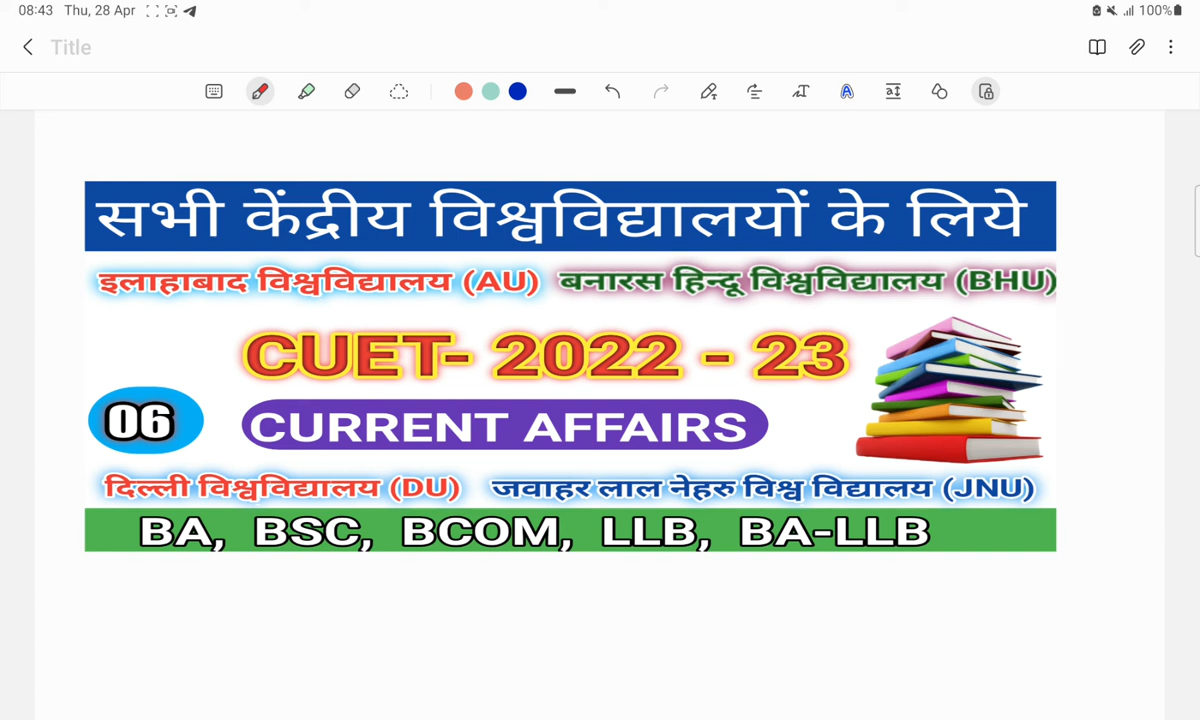 08:43 Thu, 28 Apr 100%
Title
सभी केंद्रीय विश्वविद्यालयों के लिये
इलाहाबाद विश्वविद्यालय (AU) बनारस हिन्दू विश्वविद्यालय (BHU)
CUET- 2022 - 23
06 CURRENT AFFAIRS
दिल्ली विश्वविद्यालय (DU) जवाहर लाल नेहरु विश्व विद्यालय (JNU)
BA, BSC, BCOM, LLB, BA-LLB